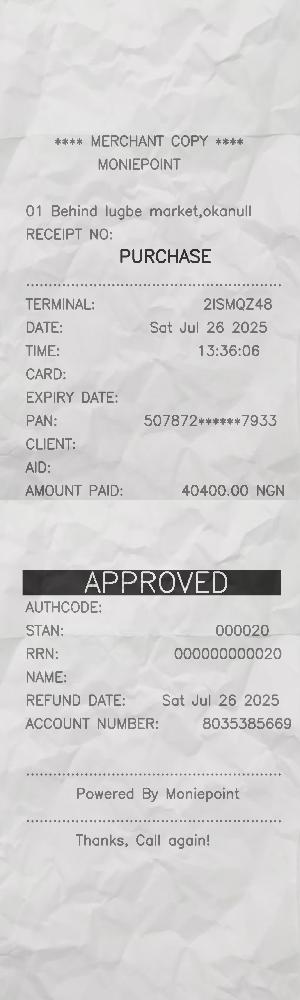 **** MERCHANT COPY ****
MONIEPOINT
01 Behind lugbe market,okanull
RECEIPT NO:
PURCHASE
TERMINAL: 2ISMQZ48
DATE: Sat Jul 26 2025
TIME: 13:36:06
CARD:
EXPIRY DATE:
PAN: 507872******7933
CLIENT:
AID:
AMOUNT PAID: 40400.00 NGN
APPROVED
AUTHCODE:
STAN: 000020
RRN: 000000000020
NAME:
REFUND DATE: Sat Jul 26 2025
ACCOUNT NUMBER: 8035385669
Powered By Moniepoint
Thanks, Call again!